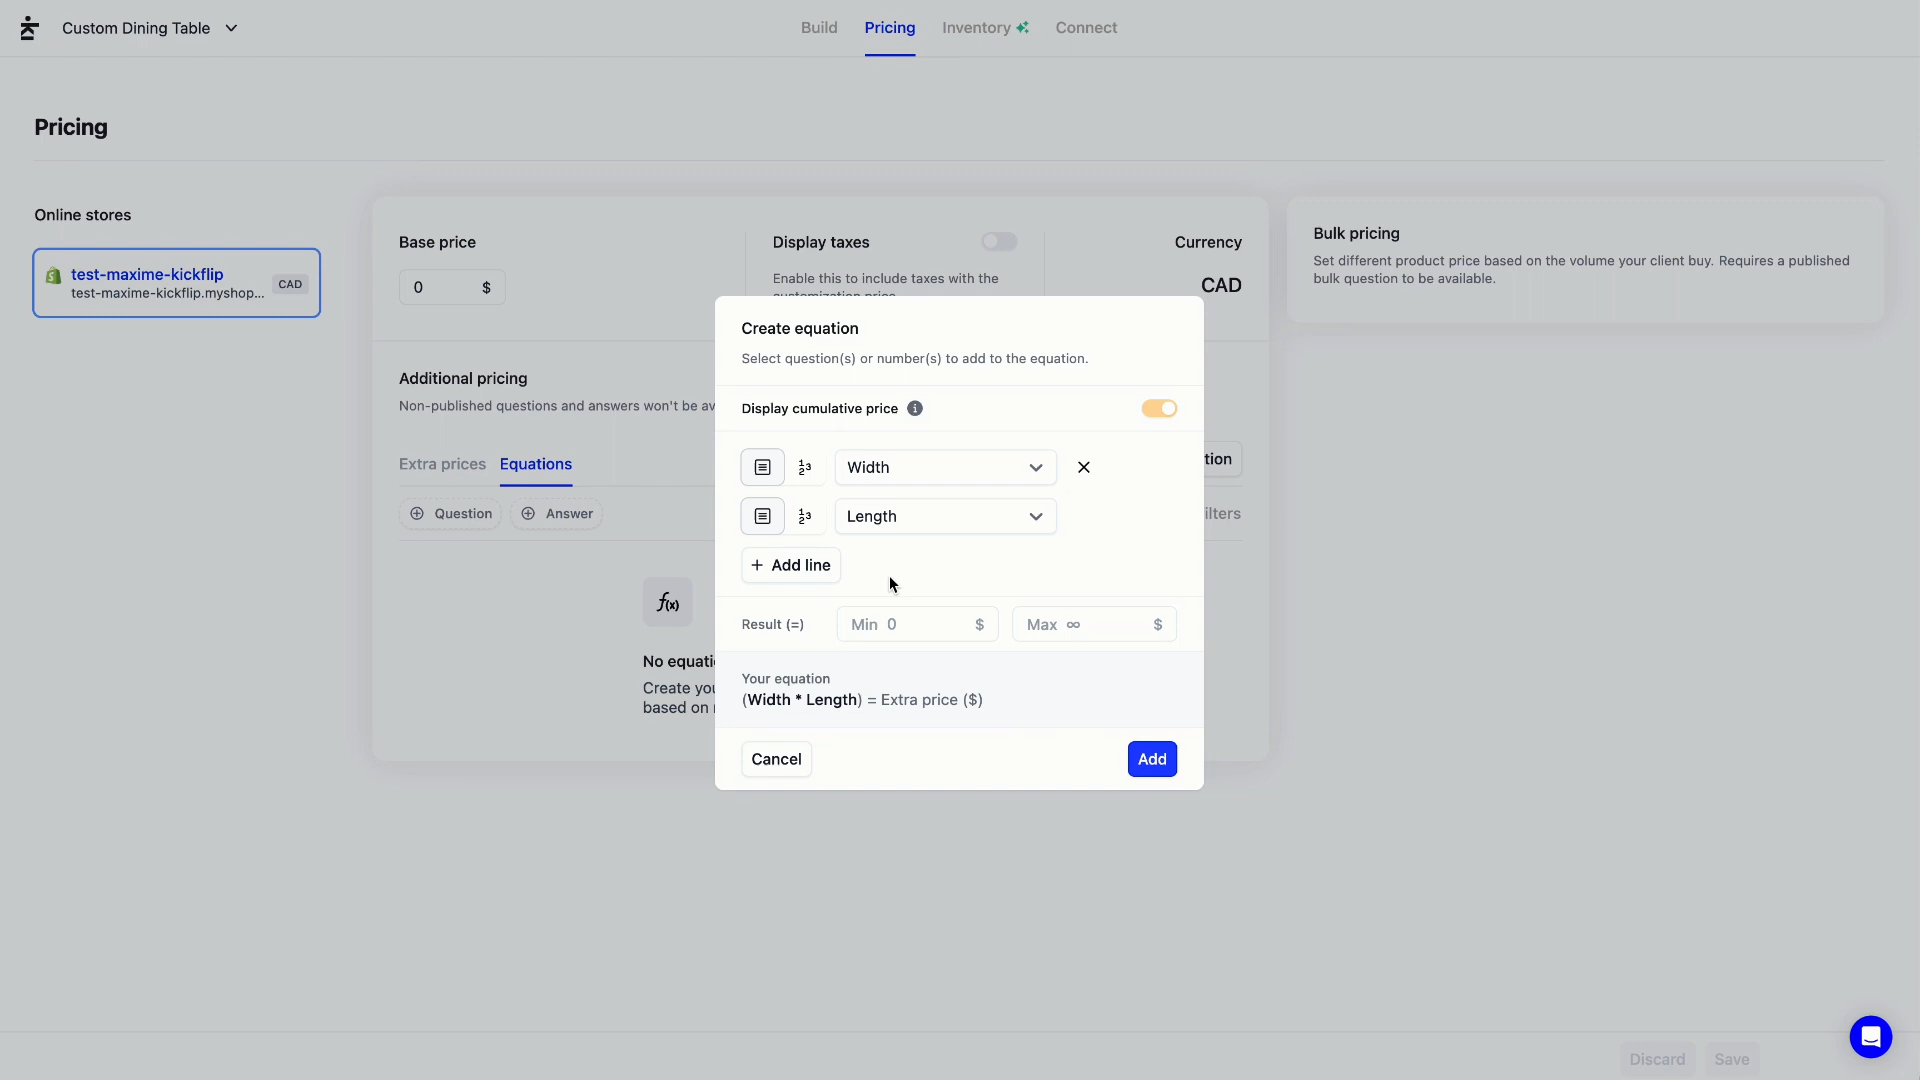 Custom Dining Table
Build
Pricing
Inventory
Connect
Pricing
Online stores
test-maxime-kickflip
test-maxime-kickflip.myshop...
CAD
Base price
0 $
Display taxes
Enable this to include taxes with the
customization price
Currency
CAD
Bulk pricing
Set different product price based on the volume your client buy. Requires a published
bulk question to be available.
Additional pricing
Non-published questions and answers won't be av
Extra prices
Equations
tion
Question
Answer
ilters
f(x)
No equati
Create you
based on
Create equation
Select question(s) or number(s) to add to the equation.
Display cumulative price
Width
Length
+ Add line
Result (=)
Min 0 $
Max ∞ $
Your equation
(Width * Length) = Extra price ($)
Cancel
Add
Discard
Save